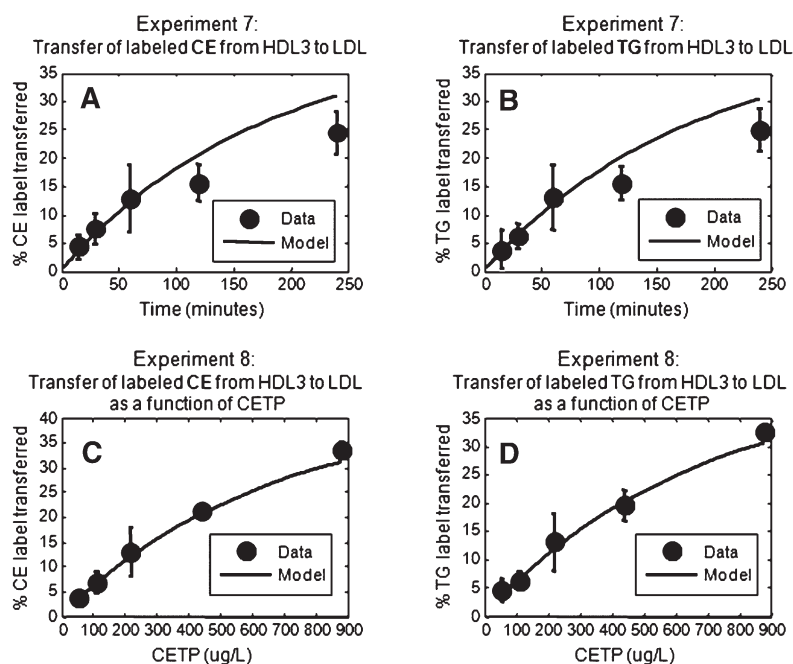 Experiment 7:
Transfer of labeled CE from HDL3 to LDL
35
30
25
20
15
10
5
0
% CE label transferred
A
Data
Model
0 50 100 150 200 250
Time (minutes)
Experiment 7:
Transfer of labeled TG from HDL3 to LDL
35
30
25
20
15
10
5
0
% TG label transferred
B
Data
Model
0 50 100 150 200 250
Time (minutes)
Experiment 8:
Transfer of labeled CE from HDL3 to LDL
as a function of CETP
40
35
30
25
20
15
10
5
0
% CE label transferred
C
Data
Model
0 100 200 300 400 500 600 700 800 900
CETP (ug/L)
Experiment 8:
Transfer of labeled TG from HDL3 to LDL
as a function of CETP
35
30
25
20
15
10
5
0
% TG label transferred
D
Data
Model
0 100 200 300 400 500 600 700 800 900
CETP (ug/L)